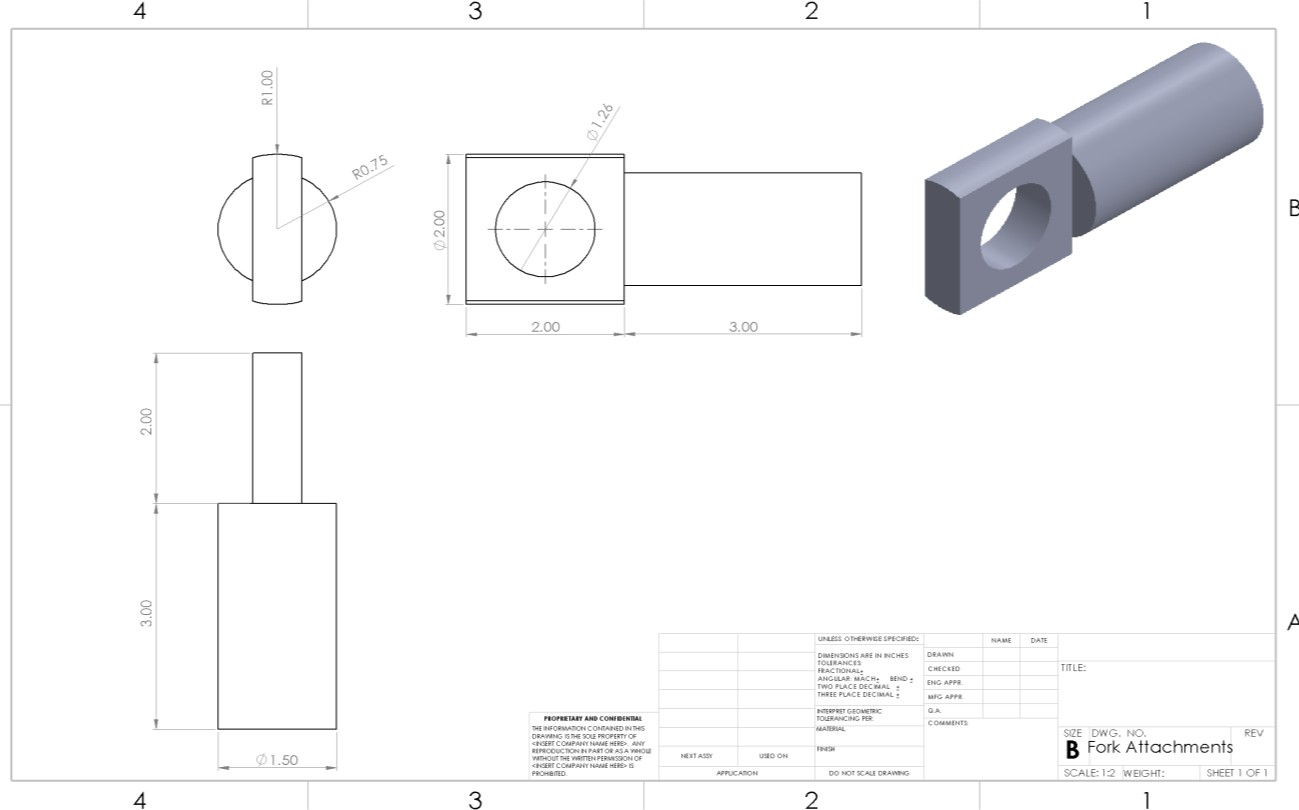 4 3 2 1
R1.00
R0.75
⌀1.26
⌀2.00
2.00
3.00
B
2.00
3.00
⌀1.50
A
PROPRIETARY AND CONFIDENTIAL
THE INFORMATION CONTAINED IN THIS
DRAWING IS THE SOLE PROPERTY OF
<INSERT COMPANY NAME HERE>. ANY
REPRODUCTION IN PART OR AS A WHOLE
WITHOUT THE WRITTEN PERMISSION OF
<INSERT COMPANY NAME HERE> IS
PROHIBITED.
NEXT ASSY
USED ON
APPLICATION
UNLESS OTHERWISE SPECIFIED:
DIMENSIONS ARE IN INCHES
TOLERANCES:
FRACTIONAL±
ANGULAR: MACH± BEND ±
TWO PLACE DECIMAL ±
THREE PLACE DECIMAL ±
INTERPRET GEOMETRIC
TOLERANCING PER:
MATERIAL
FINISH
DO NOT SCALE DRAWING
NAME
DATE
DRAWN
CHECKED
ENG APPR.
MFG APPR.
Q.A.
COMMENTS:
TITLE:
SIZE DWG. NO. REV
B Fork Attachments
SCALE: 1:2 WEIGHT: SHEET 1 OF 1
4 3 2 1